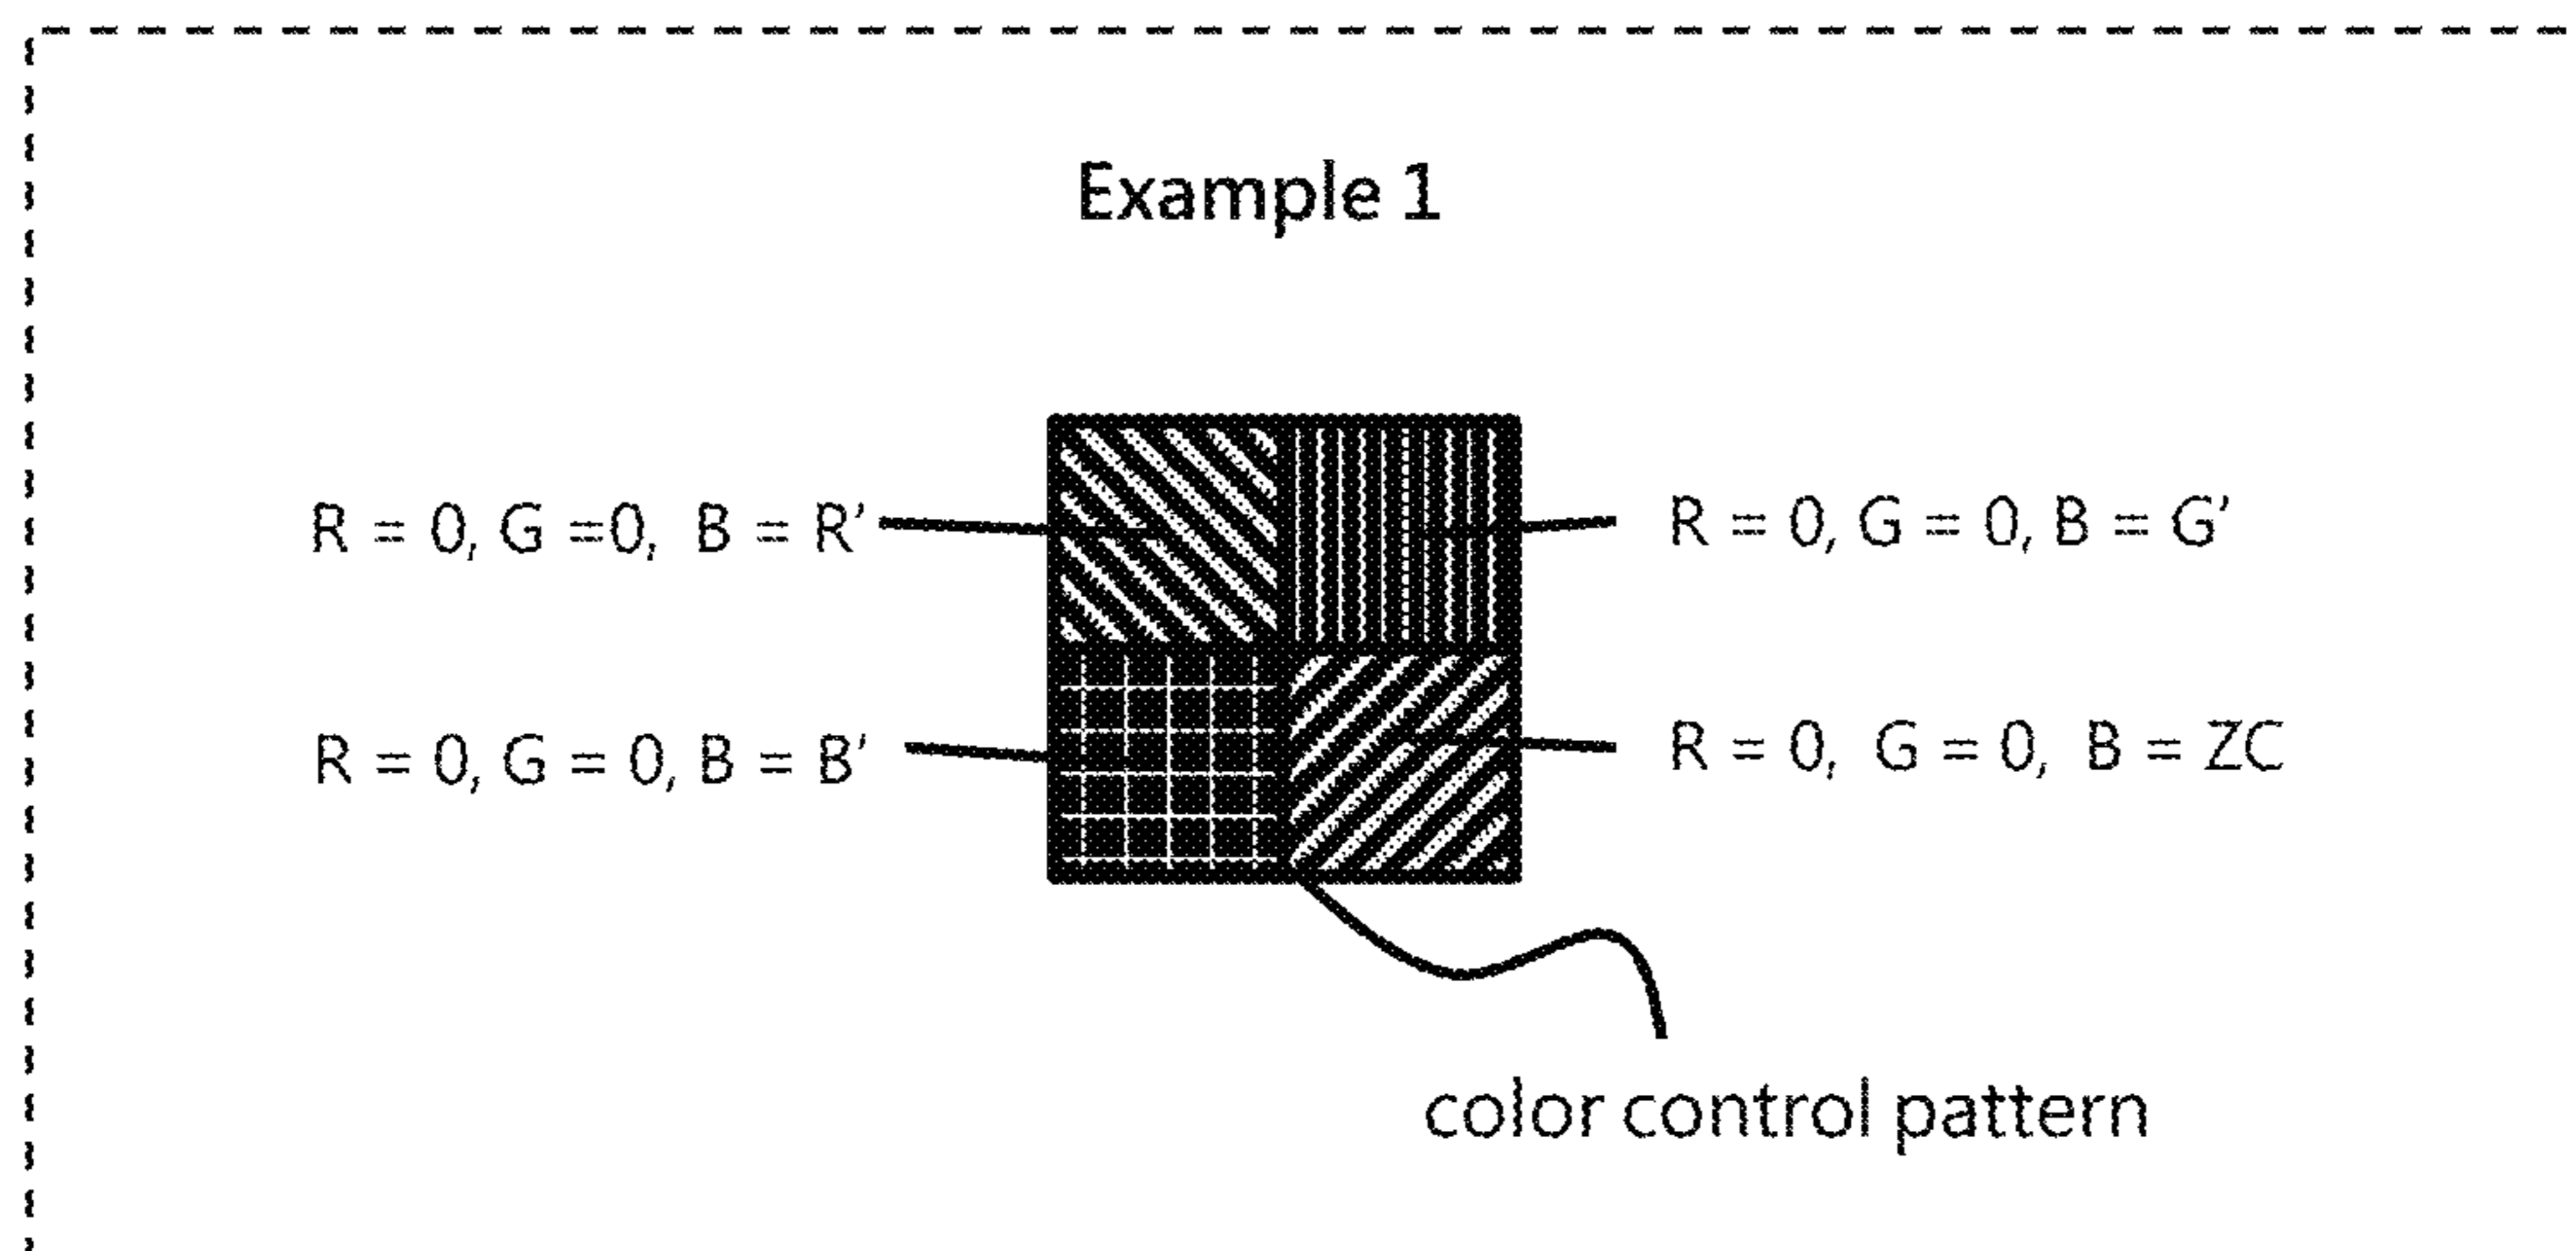 Example 1
R = 0, G =0, B = R’
R = 0, G = 0, B = G’
R = 0, G = 0, B = B’
R = 0, G = 0, B = ZC
color control pattern